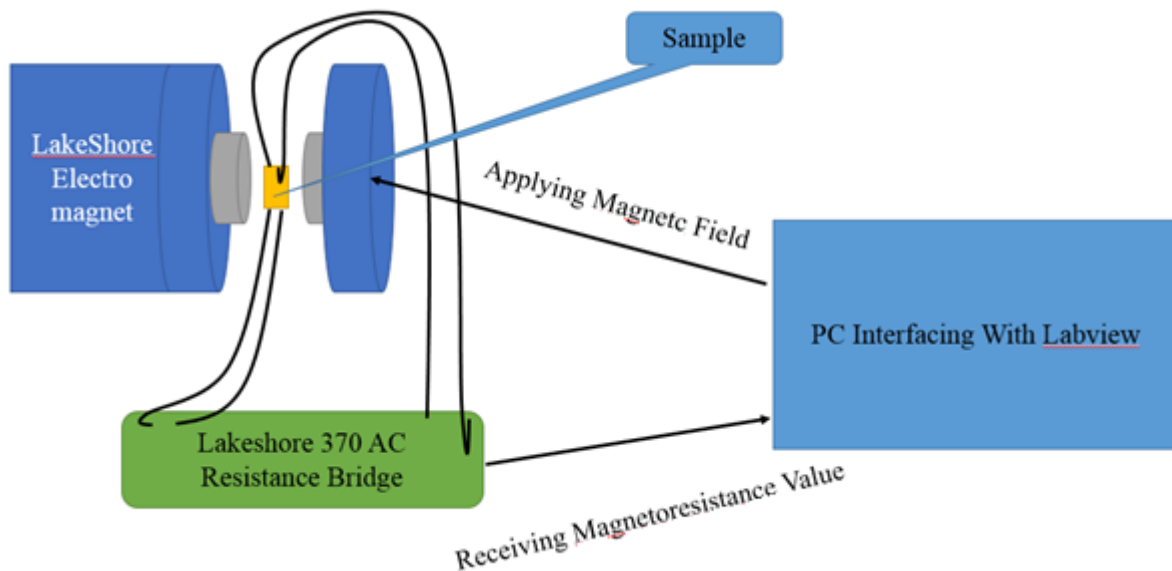 Sample
LakeShore
Electro
magnet
Applying Magnetc Field
PC Interfacing With Labview
Lakeshore 370 AC
Resistance Bridge
Receiving Magnetoresistance Value